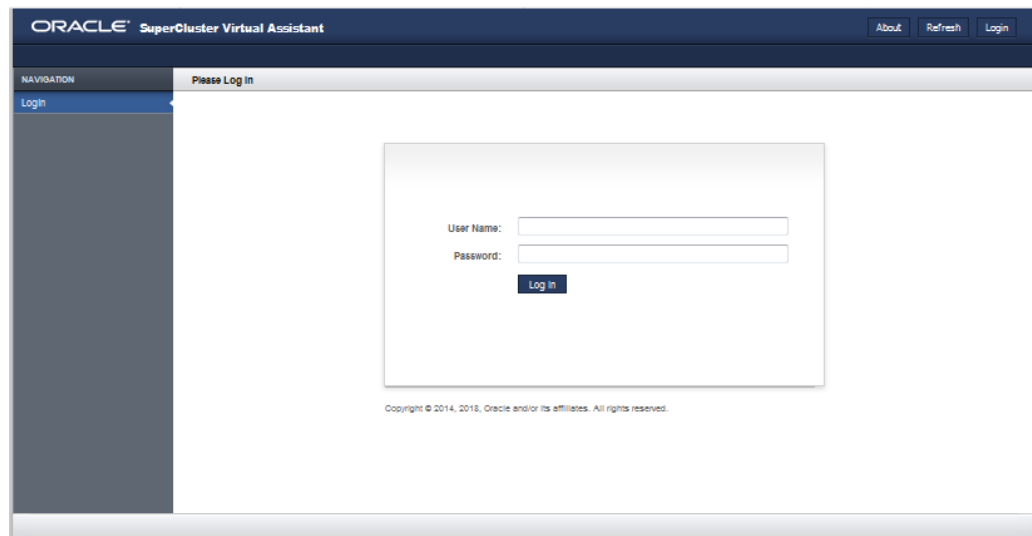 ORACLE® SuperCluster Virtual Assistant
About Refresh Login
NAVIGATION
Please Log In
Login
User Name:
Password:
Log In
Copyright © 2014, 2018, Oracle and/or its affiliates. All rights reserved.